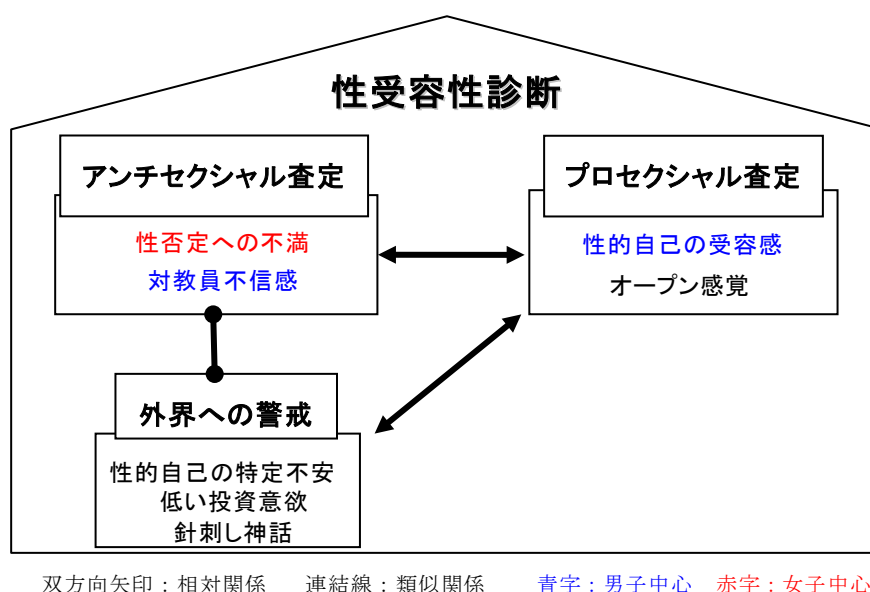 性受容性診断
アンチセクシャル査定
性否定への不満
対教員不信感
プロセクシャル査定
性的自己の受容感
オープン感覚
外界への警戒
性的自己の特定不安
低い投資意欲
針刺し神話
双方向矢印：相対関係　連結線：類似関係　青字：男子中心　赤字：女子中心